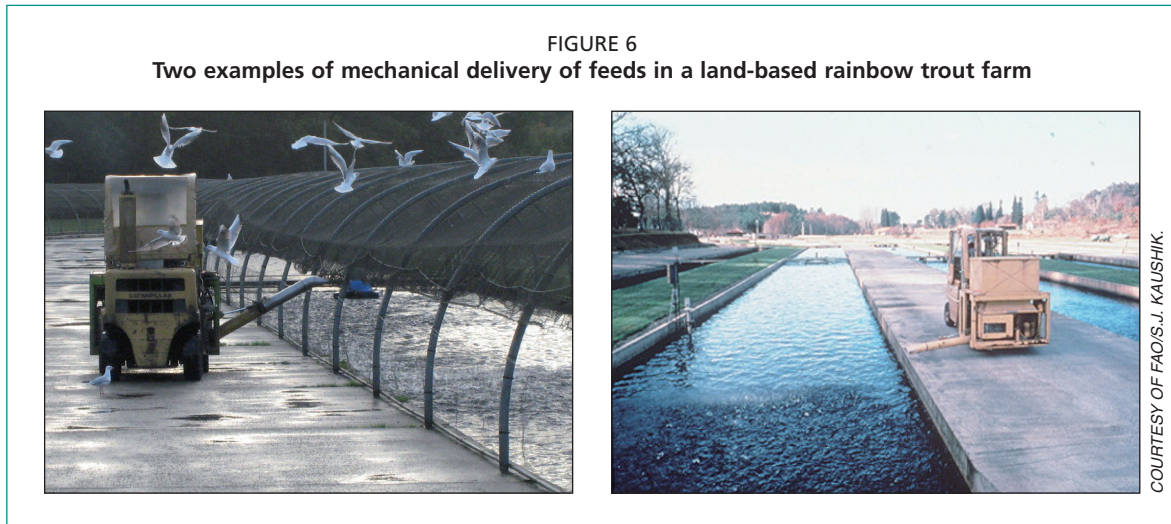 FIGURE 6
Two examples of mechanical delivery of feeds in a land-based rainbow trout farm
CATERPILLAR
COURTESY OF FAO/S.J. KAUSHIK.